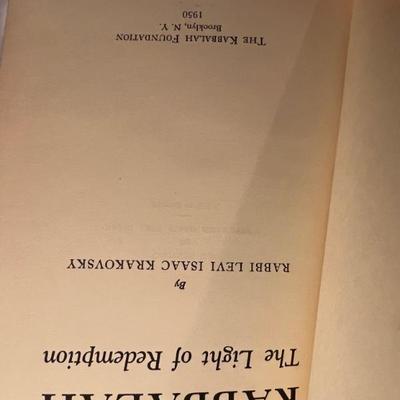 KABBALAH
The Light of Redemption
By
RABBI LEVI ISAAC KRAKOVSKY
THE KABBALAH FOUNDATION
Brooklyn, N. Y.
1950